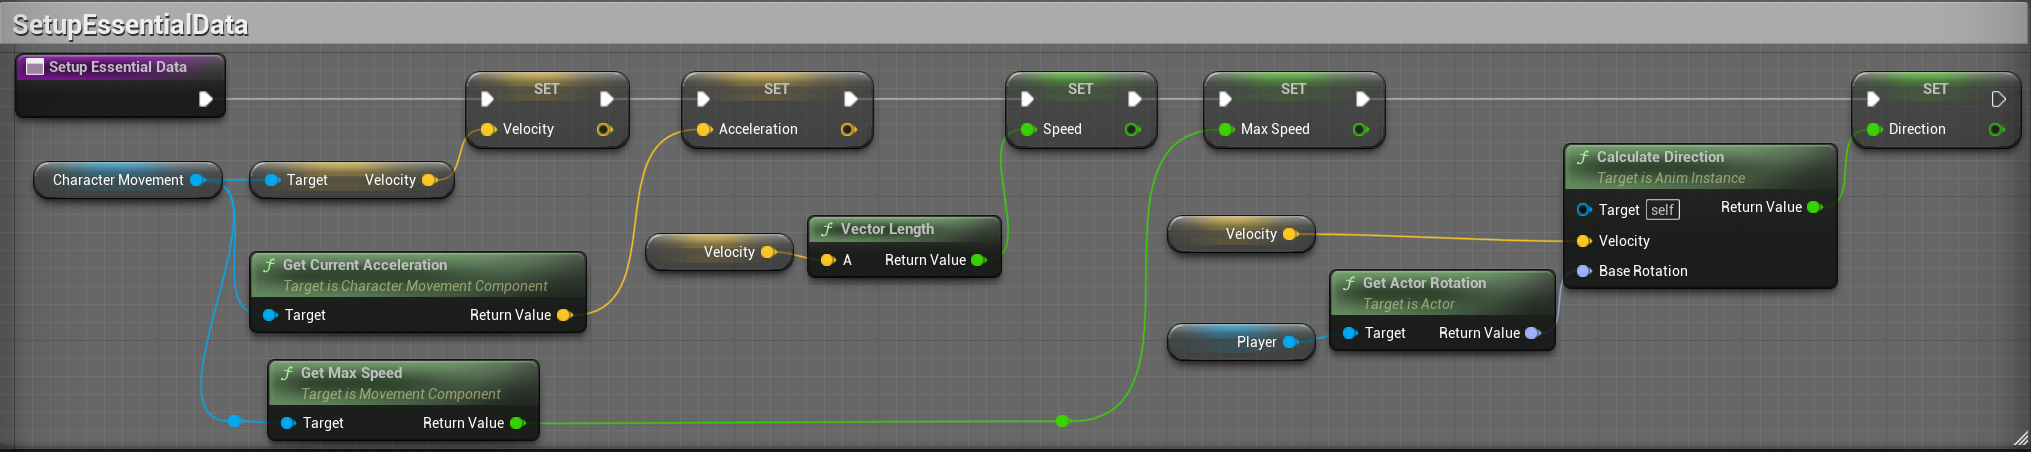 SetupEssentialData
Setup Essential Data
SET
Velocity
SET
Acceleration
SET
Speed
SET
Max Speed
SET
Direction
Character Movement
Target Velocity
Get Current Acceleration
Target is Character Movement Component
Target Return Value
Get Max Speed
Target is Movement Component
Target Return Value
Velocity
f Vector Length
A Return Value
Velocity
Player
Get Actor Rotation
Target is Actor
Target Return Value
Calculate Direction
Target is Anim Instance
Target self Return Value
Velocity
Base Rotation